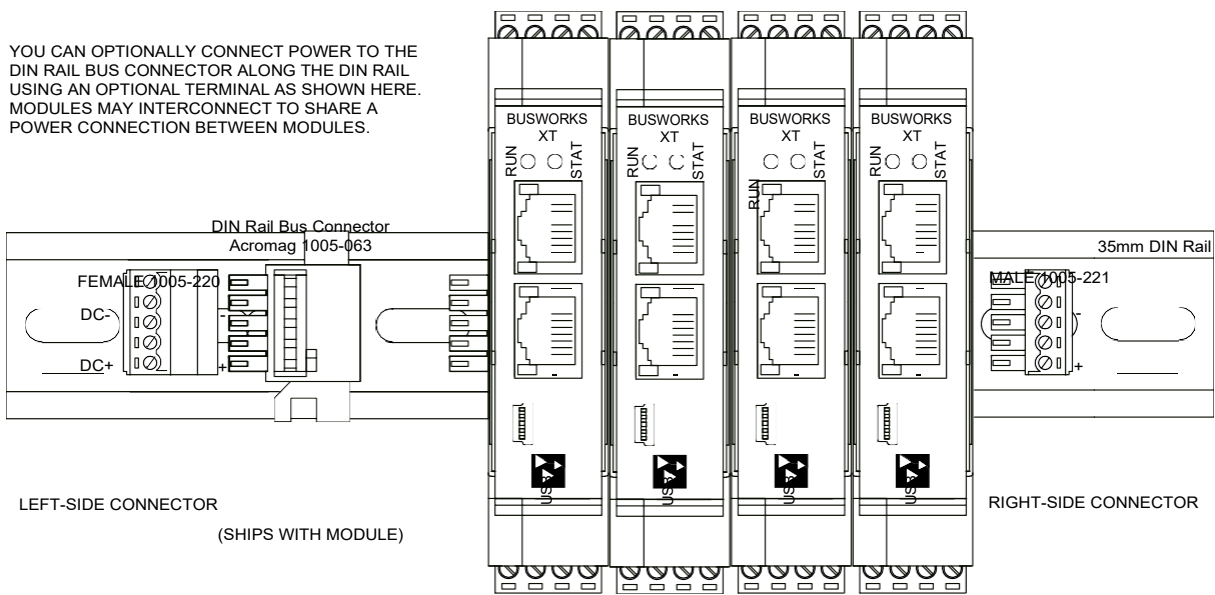 YOU CAN OPTIONALLY CONNECT POWER TO THE
DIN RAIL BUS CONNECTOR ALONG THE DIN RAIL
USING AN OPTIONAL TERMINAL AS SHOWN HERE.
MODULES MAY INTERCONNECT TO SHARE A
POWER CONNECTION BETWEEN MODULES.
BUSWORKS
XT
RUN
STAT
BUSWORKS
XT
RUN
STAT
BUSWORKS
XT
RUN
STAT
BUSWORKS
XT
RUN
STAT
DIN Rail Bus Connector
Acromag 1005-063
35mm DIN Rail
FEMALE 1005-220
MALE 1005-221
DC-
-
-
DC+
+
+
USB
USB
USB
USB
LEFT-SIDE CONNECTOR
RIGHT-SIDE CONNECTOR
(SHIPS WITH MODULE)